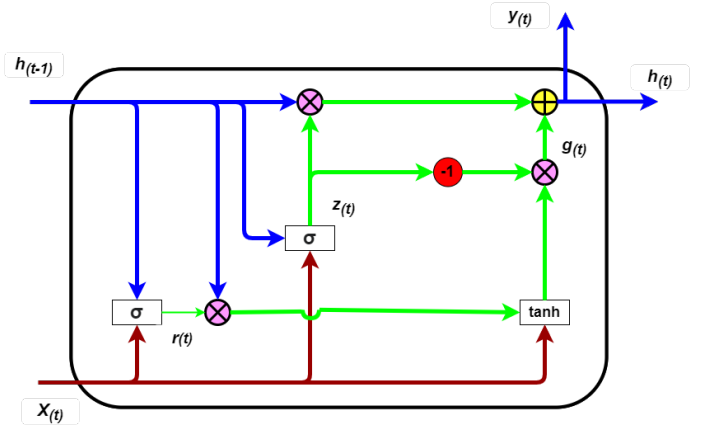 y(t)
h(t-1)
h(t)
g(t)
-1
z(t)
σ
σ
tanh
r(t)
X(t)